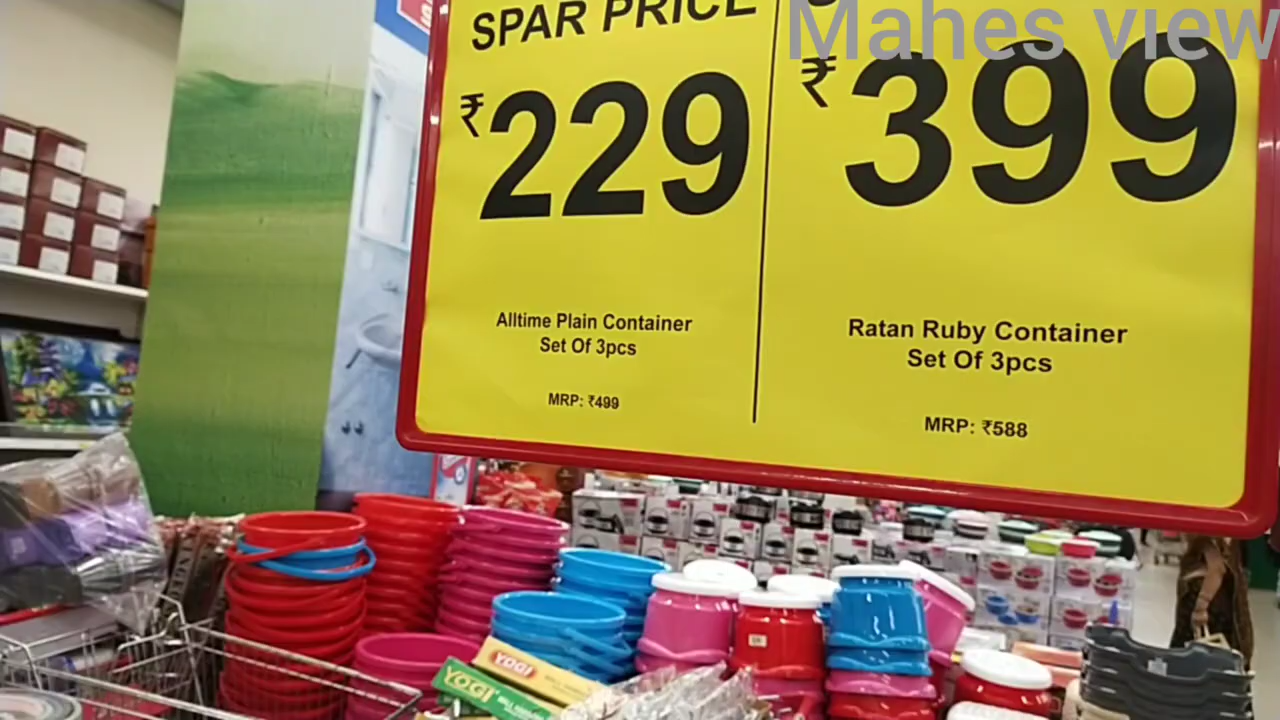 Mahes view
SPAR PRICE
₹229
Alltime Plain Container
Set Of 3pcs
MRP: ₹499
₹399
Ratan Ruby Container
Set Of 3pcs
MRP: ₹588
YOGI
YOGI